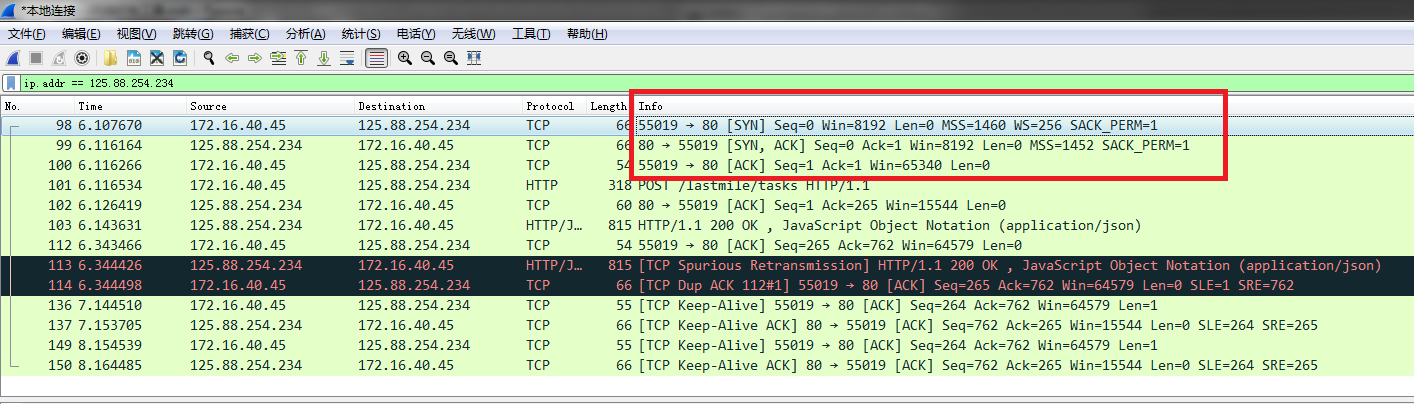 *本地连接
文件(F) 编辑(E) 视图(V) 跳转(G) 捕获(C) 分析(A) 统计(S) 电话(Y) 无线(W) 工具(T) 帮助(H)
ip.addr == 125.88.254.234
No. Time Source Destination Protocol Length Info
98 6.107670 172.16.40.45 125.88.254.234 TCP 66 55019 → 80 [SYN] Seq=0 Win=8192 Len=0 MSS=1460 WS=256 SACK_PERM=1
99 6.116164 125.88.254.234 172.16.40.45 TCP 66 80 → 55019 [SYN, ACK] Seq=0 Ack=1 Win=8192 Len=0 MSS=1452 SACK_PERM=1
100 6.116266 172.16.40.45 125.88.254.234 TCP 54 55019 → 80 [ACK] Seq=1 Ack=1 Win=65340 Len=0
101 6.116534 172.16.40.45 125.88.254.234 HTTP 318 POST /lastmile/tasks HTTP/1.1
102 6.126419 125.88.254.234 172.16.40.45 TCP 60 80 → 55019 [ACK] Seq=1 Ack=265 Win=15544 Len=0
103 6.143631 125.88.254.234 172.16.40.45 HTTP/J… 815 HTTP/1.1 200 OK , JavaScript Object Notation (application/json)
112 6.343466 172.16.40.45 125.88.254.234 TCP 54 55019 → 80 [ACK] Seq=265 Ack=762 Win=64579 Len=0
113 6.344426 125.88.254.234 172.16.40.45 HTTP/J… 815 [TCP Spurious Retransmission] HTTP/1.1 200 OK , JavaScript Object Notation (application/json)
114 6.344498 172.16.40.45 125.88.254.234 TCP 66 [TCP Dup ACK 112#1] 55019 → 80 [ACK] Seq=265 Ack=762 Win=64579 Len=0 SLE=1 SRE=762
136 7.144510 172.16.40.45 125.88.254.234 TCP 55 [TCP Keep-Alive] 55019 → 80 [ACK] Seq=264 Ack=762 Win=64579 Len=1
137 7.153705 125.88.254.234 172.16.40.45 TCP 66 [TCP Keep-Alive ACK] 80 → 55019 [ACK] Seq=762 Ack=265 Win=15544 Len=0 SLE=264 SRE=265
149 8.154539 172.16.40.45 125.88.254.234 TCP 55 [TCP Keep-Alive] 55019 → 80 [ACK] Seq=264 Ack=762 Win=64579 Len=1
150 8.164485 125.88.254.234 172.16.40.45 TCP 66 [TCP Keep-Alive ACK] 80 → 55019 [ACK] Seq=762 Ack=265 Win=15544 Len=0 SLE=264 SRE=265